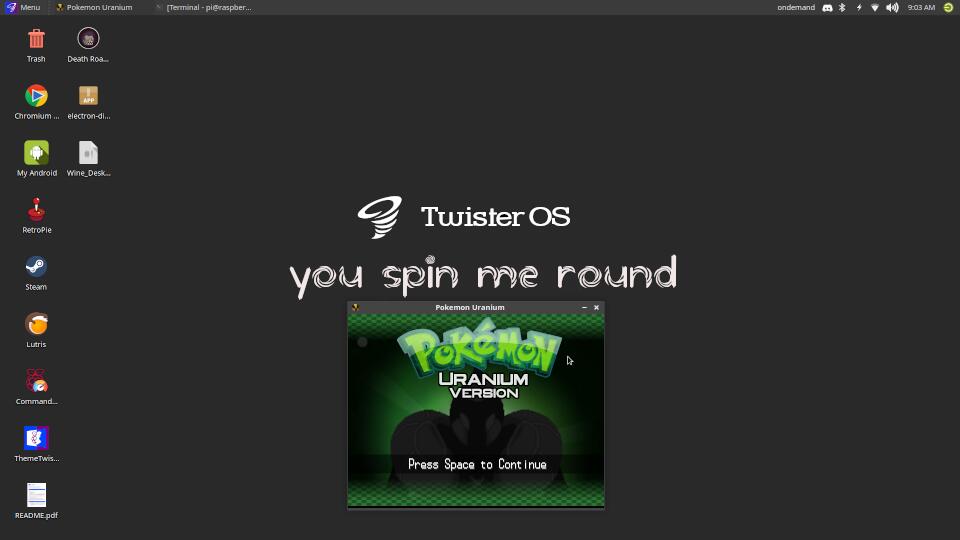 Menu
Pokemon Uranium
[Terminal - pi@raspber...
ondemand
9:03 AM
Trash
Death Roa...
Chromium ...
APP
electron-di...
My Android
Wine_Desk...
RetroPie
Steam
Lutris
Command...
ThemeTwis...
README.pdf
Twister OS
you spin me round
Pokemon Uranium
POKéMON
URANIUM
VERSION
Press Space to Continue